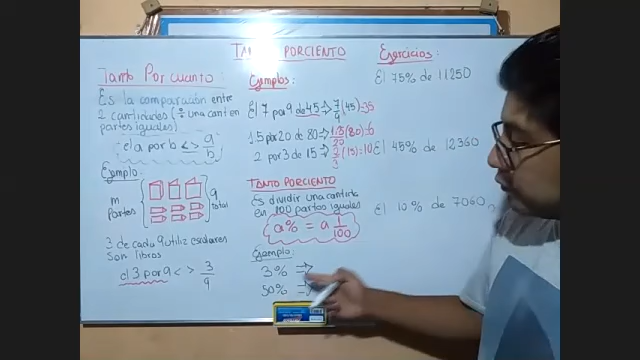 TANTO PORCIENTO
Tanto Por cuanto:
Es la comparación entre
2 cantidades (÷ una cant en
partes iguales)
el a por b <=> a/b
Ejemplo:
m
Partes
9
total
3 de cada 9 utiles escolares
Son libros
el 3 por 9 < > 3/9
Ejemplos:
El 7 por 9 de 45 → 7/9 (45) = 35
1.5 por 20 de 80 → 1.5/20 (80) = 6
2 por 3 de 15 → 2/3 (15) = 10
TANTO PORCIENTO
Es dividir una cantida
en 100 partes iguales
a% = a 1/100
Ejemplo
3% ⇒
50% ⇒
Ejercicios:
El 75% de 11250
El 45% de 12360
El 10% de 7060